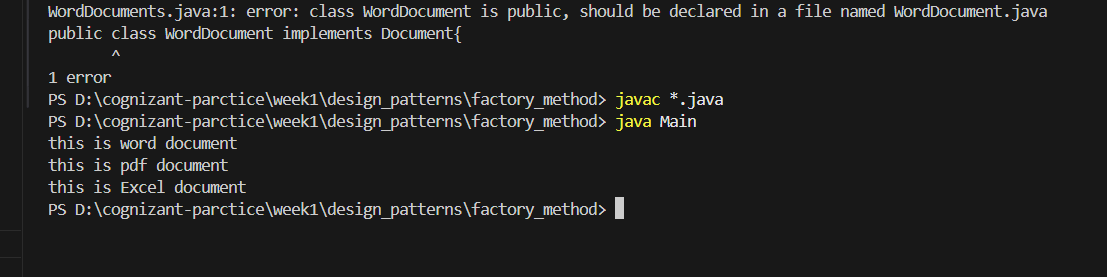 WordDocuments.java:1: error: class WordDocument is public, should be declared in a file named WordDocument.java
public class WordDocument implements Document{
^
1 error
PS D:\cognizant-parctice\week1\design_patterns\factory_method> javac *.java
PS D:\cognizant-parctice\week1\design_patterns\factory_method> java Main
this is word document
this is pdf document
this is Excel document
PS D:\cognizant-parctice\week1\design_patterns\factory_method>